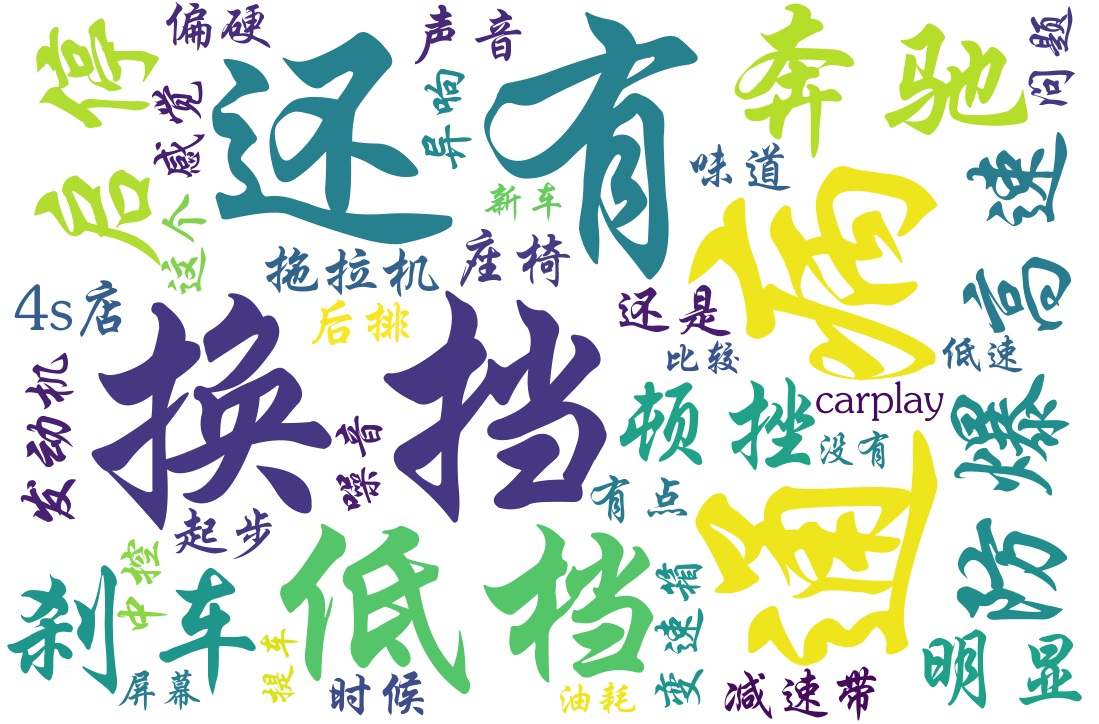 偏硬
声音
问题
启停
还有
奔驰
感觉
异响
味道
高速
新车
这个
通病
拖拉机
座椅
4s店
后排
还是
换挡
比较
低速
发动机
噪音
顿挫
carplay
没有
防爆
有点
起步
低挡
中控
刹车
变速箱
提车
明显
屏幕
时候
油耗
减速带